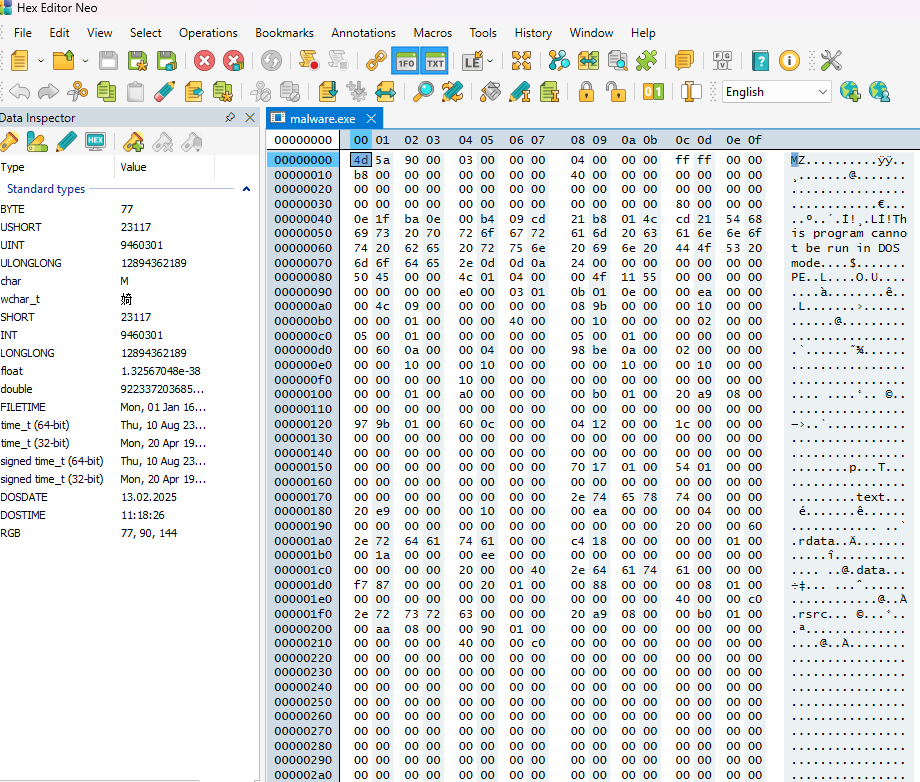 Hex Editor Neo
File Edit View Select Operations Bookmarks Annotations Macros Tools History Window Help
1FO TXT LE FGV
01 English
Data Inspector
HEX
Type Value
Standard types
BYTE 77
USHORT 23117
UINT 9460301
ULONGLONG 12894362189
char M
SHORT 23117
INT 9460301
LONGLONG 12894362189
float 1.32567048e-38
double 922337203685...
FILETIME Mon, 01 Jan 16...
time_t (64-bit) Thu, 10 Aug 23...
time_t (32-bit) Mon, 20 Apr 19...
signed time_t (64-bit) Thu, 10 Aug 23...
signed time_t (32-bit) Mon, 20 Apr 19...
DOSDATE 13.02.2025
DOSTIME 11:18:26
RGB 77, 90, 144
malware.exe
00000000 00 01 02 03 04 05 06 07 08 09 0a 0b 0c 0d 0e 0f
00000000 4d 5a 90 00 03 00 00 00 04 00 00 00 ff ff 00 00 MZ..........ÿÿ..
00000010 b8 00 00 00 00 00 00 00 40 00 00 00 00 00 00 00 ¸.......@.......
00000020 00 00 00 00 00 00 00 00 00 00 00 00 00 00 00 00 ................
00000030 00 00 00 00 00 00 00 00 00 00 00 00 80 00 00 00 ............€...
00000040 0e 1f ba 0e 00 b4 09 cd 21 b8 01 4c cd 21 54 68 ..º..´.Í!¸.LÍ!Th
00000050 69 73 20 70 72 6f 67 72 61 6d 20 63 61 6e 6e 6f is program canno
00000060 74 20 62 65 20 72 75 6e 20 69 6e 20 44 4f 53 20 t be run in DOS
00000070 6d 6f 64 65 2e 0d 0d 0a 24 00 00 00 00 00 00 00 mode....$.......
00000080 50 45 00 00 4c 01 04 00 00 4f 11 55 00 00 00 00 PE..L....O.U....
00000090 00 00 00 00 e0 00 03 01 0b 01 0e 00 00 ea 00 00 ....à........ê..
000000a0 00 4c 09 00 00 00 00 00 08 9b 00 00 00 10 00 00 .L.......›......
000000b0 00 00 01 00 00 00 40 00 00 10 00 00 00 02 00 00 ......@.........
000000c0 05 00 01 00 00 00 00 00 05 00 01 00 00 00 00 00 ................
000000d0 00 60 0a 00 00 04 00 00 98 be 0a 00 02 00 00 00 .`......˜¾......
000000e0 00 00 10 00 00 10 00 00 00 00 10 00 00 10 00 00 ................
000000f0 00 00 00 00 10 00 00 00 00 00 00 00 00 00 00 00 ................
00000100 00 00 01 00 a0 00 00 00 00 b0 01 00 20 a9 08 00 .... ....°.. ©..
00000110 00 00 00 00 00 00 00 00 00 00 00 00 00 00 00 00 ................
00000120 97 9b 01 00 60 0c 00 00 04 12 00 00 1c 00 00 00 —›..`...........
00000130 00 00 00 00 00 00 00 00 00 00 00 00 00 00 00 00 ................
00000140 00 00 00 00 00 00 00 00 00 00 00 00 00 00 00 00 ................
00000150 00 00 00 00 00 00 00 00 70 17 01 00 54 01 00 00 ........p...T...
00000160 00 00 00 00 00 00 00 00 00 00 00 00 00 00 00 00 ................
00000170 00 00 00 00 00 00 00 00 2e 74 65 78 74 00 00 00 .........text...
00000180 20 e9 00 00 00 10 00 00 00 ea 00 00 00 04 00 00 é.......ê......
00000190 00 00 00 00 00 00 00 00 00 00 00 00 20 00 00 60 ............ ..`
000001a0 2e 72 64 61 74 61 00 00 c4 18 00 00 00 00 01 00 .rdata..Ä.......
000001b0 00 1a 00 00 00 ee 00 00 00 00 00 00 00 00 00 00 .....î..........
000001c0 00 00 00 00 20 00 00 40 2e 64 61 74 61 00 00 00 .... ..@.data...
000001d0 f7 87 00 00 00 20 01 00 00 88 00 00 00 08 01 00 ÷‡... ...ˆ......
000001e0 00 00 00 00 00 00 00 00 00 00 00 00 40 00 00 c0 ............@..À
000001f0 2e 72 73 72 63 00 00 00 20 a9 08 00 00 b0 01 00 .rsrc... ©...°..
00000200 00 aa 08 00 00 90 01 00 00 00 00 00 00 00 00 00 .ª..............
00000210 00 00 00 00 40 00 00 c0 00 00 00 00 00 00 00 00 ....@..À........
00000220 00 00 00 00 00 00 00 00 00 00 00 00 00 00 00 00 ................
00000230 00 00 00 00 00 00 00 00 00 00 00 00 00 00 00 00 ................
00000240 00 00 00 00 00 00 00 00 00 00 00 00 00 00 00 00 ................
00000250 00 00 00 00 00 00 00 00 00 00 00 00 00 00 00 00 ................
00000260 00 00 00 00 00 00 00 00 00 00 00 00 00 00 00 00 ................
00000270 00 00 00 00 00 00 00 00 00 00 00 00 00 00 00 00 ................
00000280 00 00 00 00 00 00 00 00 00 00 00 00 00 00 00 00 ................
00000290 00 00 00 00 00 00 00 00 00 00 00 00 00 00 00 00 ................
000002a0 00 00 00 00 00 00 00 00 00 00 00 00 00 00 00 00 ................